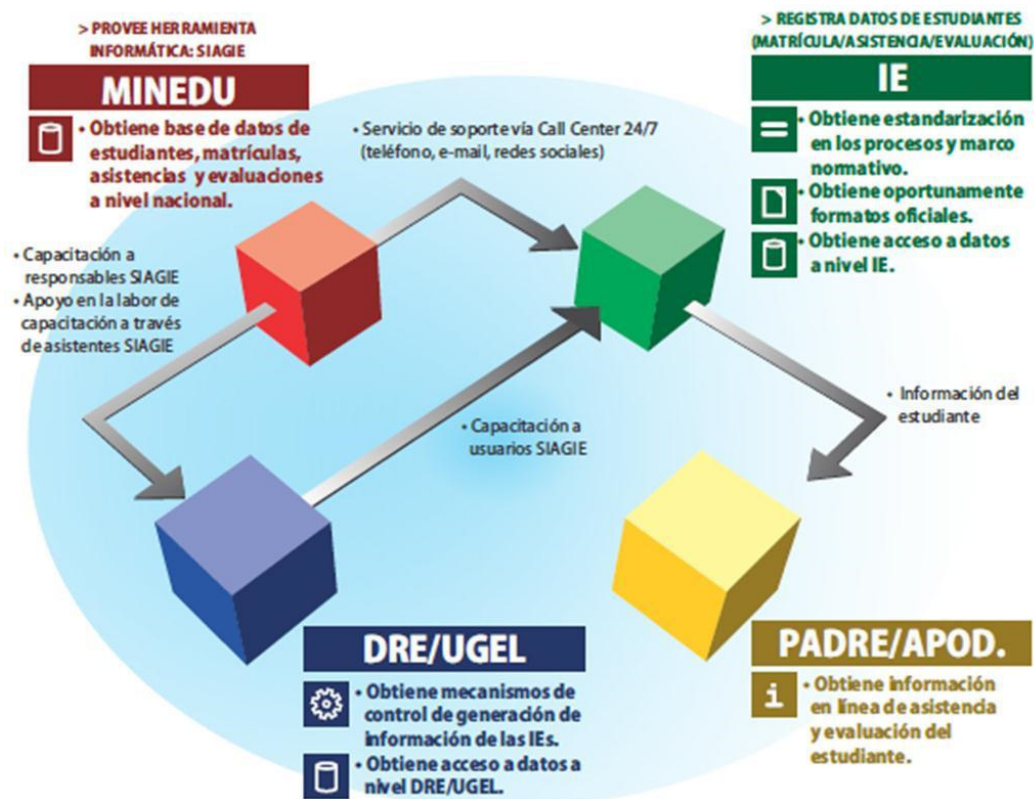 > PROVEE HERRAMIENTA
INFORMÁTICA: SIAGIE
MINEDU
• Obtiene base de datos de
estudiantes, matrículas,
asistencias y evaluaciones
a nivel nacional.
> REGISTRA DATOS DE ESTUDIANTES
(MATRÍCULA/ASISTENCIA/EVALUACIÓN)
IE
• Obtiene estandarización
en los procesos y marco
normativo.
• Obtiene oportunamente
formatos oficiales.
• Obtiene acceso a datos
a nivel IE.
• Servicio de soporte vía Call Center 24/7
(teléfono, e-mail, redes sociales)
• Capacitación a
responsables SIAGIE
• Apoyo en la labor de
capacitación a través
de asistentes SIAGIE
• Capacitación a
usuarios SIAGIE
• Información del
estudiante
DRE/UGEL
• Obtiene mecanismos de
control de generación de
información de las IEs.
• Obtiene acceso a datos a
nivel DRE/UGEL.
PADRE/APOD.
i
• Obtiene información
en línea de asistencia
y evaluación del
estudiante.